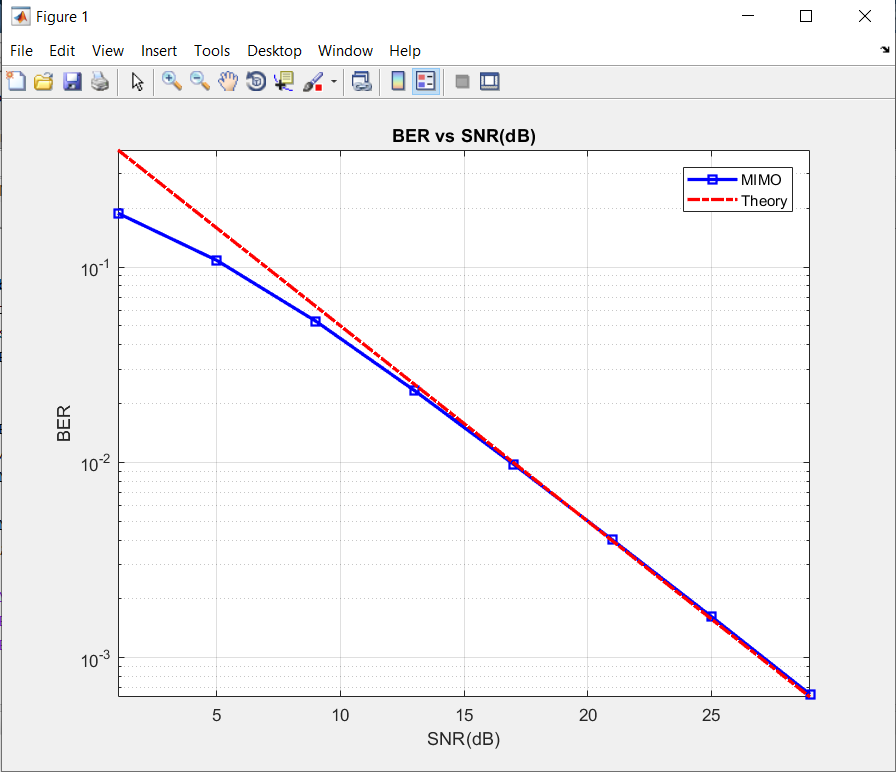 Figure 1
File Edit View Insert Tools Desktop Window Help
BER vs SNR(dB)
MIMO
Theory
10-1
10-2
10-3
BER
5 10 15 20 25
SNR(dB)